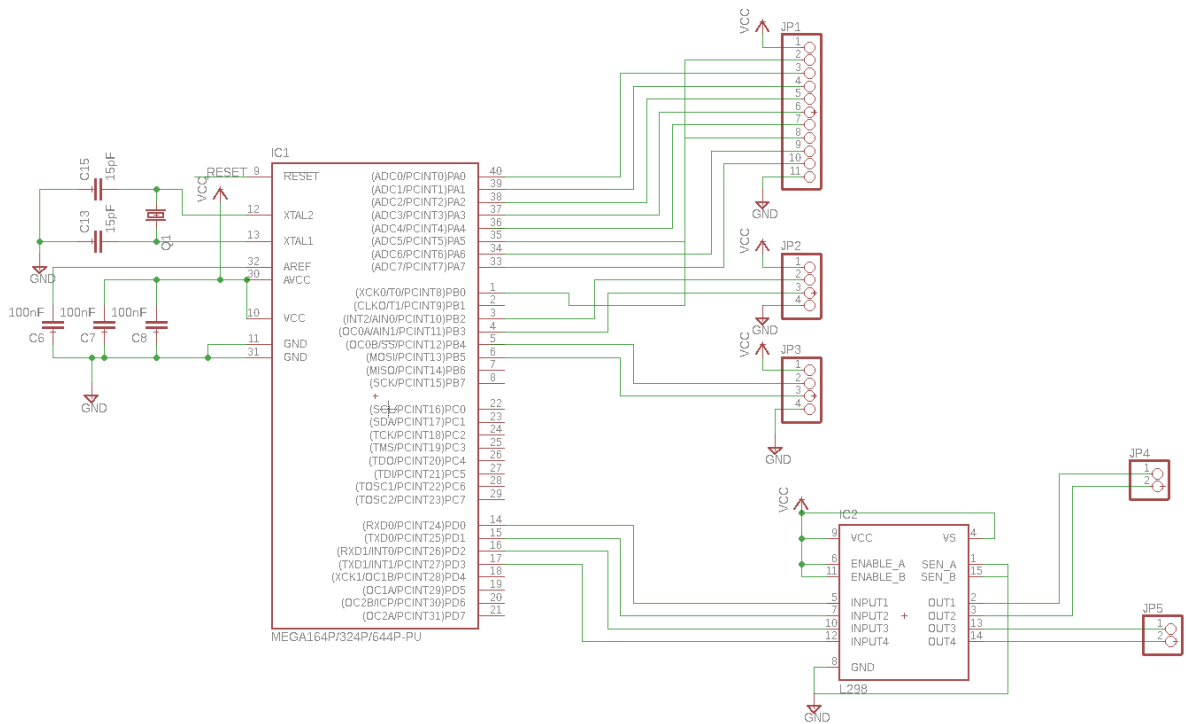 VCC
JP1
1
2
3
4
5
6
7
8
9
10
11
GND
IC1
C15
15pF
C13
15pF
Q1
GND
RESET
VCC
9 RESET (ADC0/PCINT0)PA0 40
(ADC1/PCINT1)PA1 39
(ADC2/PCINT2)PA2 38
12 XTAL2 (ADC3/PCINT3)PA3 37
(ADC4/PCINT4)PA4 36
13 XTAL1 (ADC5/PCINT5)PA5 35
(ADC6/PCINT6)PA6 34
32 AREF (ADC7/PCINT7)PA7 33
30 AVCC
(XCK0/T0/PCINT8)PB0 1
(CLKO/T1/PCINT9)PB1 2
10 VCC (INT2/AIN0/PCINT10)PB2 3
(OC0A/AIN1/PCINT11)PB3 4
11 GND (OC0B/SS/PCINT12)PB4 5
31 GND (MOSI/PCINT13)PB5 6
(MISO/PCINT14)PB6 7
(SCK/PCINT15)PB7 8
(SCL/PCINT16)PC0 22
(SDA/PCINT17)PC1 23
(TCK/PCINT18)PC2 24
(TMS/PCINT19)PC3 25
(TDO/PCINT20)PC4 26
(TDI/PCINT21)PC5 27
(TOSC1/PCINT22)PC6 28
(TOSC2/PCINT23)PC7 29
(RXD0/PCINT24)PD0 14
(TXD0/PCINT25)PD1 15
(RXD1/INT0/PCINT26)PD2 16
(TXD1/INT1/PCINT27)PD3 17
(XCK1/OC1B/PCINT28)PD4 18
(OC1A/PCINT29)PD5 19
(OC2B/ICP/PCINT30)PD6 20
(OC2A/PCINT31)PD7 21
MEGA164P/324P/644P-PU
100nF 100nF 100nF
C6 C7 C8
GND
VCC
JP2
1
2
3
4
GND
VCC
JP3
1
2
3
4
GND
JP4
1
2
VCC
IC2
9 VCC VS 4
6 ENABLE_A SEN_A 1
11 ENABLE_B SEN_B 15
5 INPUT1 OUT1 2
7 INPUT2 OUT2 3
10 INPUT3 OUT3 13
12 INPUT4 OUT4 14
8 GND
L298
GND
JP5
1
2